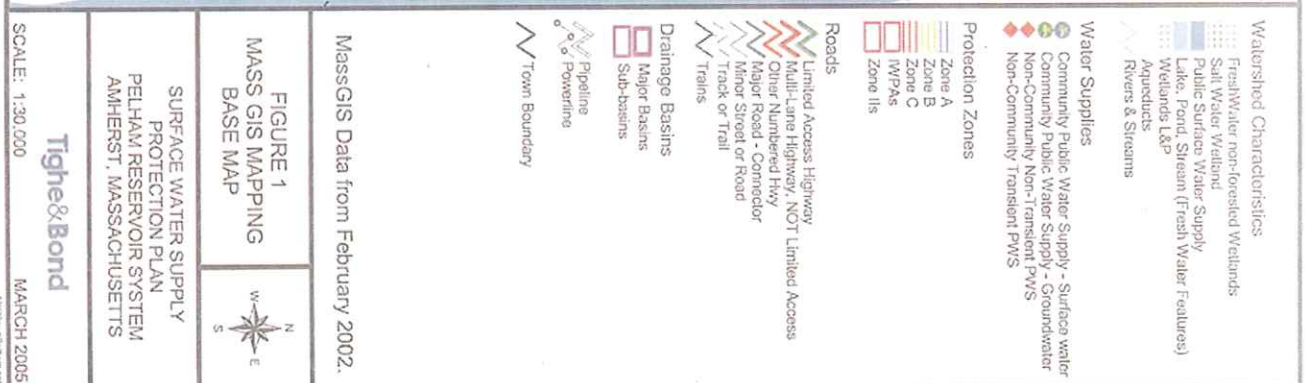 Watershed Characteristics
FreshWater non-forested Wetlands
Salt Water Wetland
Public Surface Water Supply
Lake, Pond, Stream (Fresh Water Features)
Wetlands L&P
Aqueducts
Rivers & Streams
Water Supplies
Community Public Water Supply - Surface water
Community Public Water Supply - Groundwater
Non-Community Non-Transient PWS
Non-Community Transient PWS
Protection Zones
Zone A
Zone B
Zone C
IWPAs
Zone IIs
Roads
Limited Access Highway
Multi-Lane Highway, NOT Limited Access
Other Numbered Hwy
Major Road - Connector
Minor Street or Road
Track or Trail
Trains
Drainage Basins
Major Basins
Sub-basins
Pipeline
Powerline
Town Boundary
MassGIS Data from February 2002.
FIGURE 1
MASS GIS MAPPING
BASE MAP
N
W E
S
SURFACE WATER SUPPLY
PROTECTION PLAN
PELHAM RESERVOIR SYSTEM
AMHERST, MASSACHUSETTS
Tighe&Bond
SCALE: 1:30,000 MARCH 2005